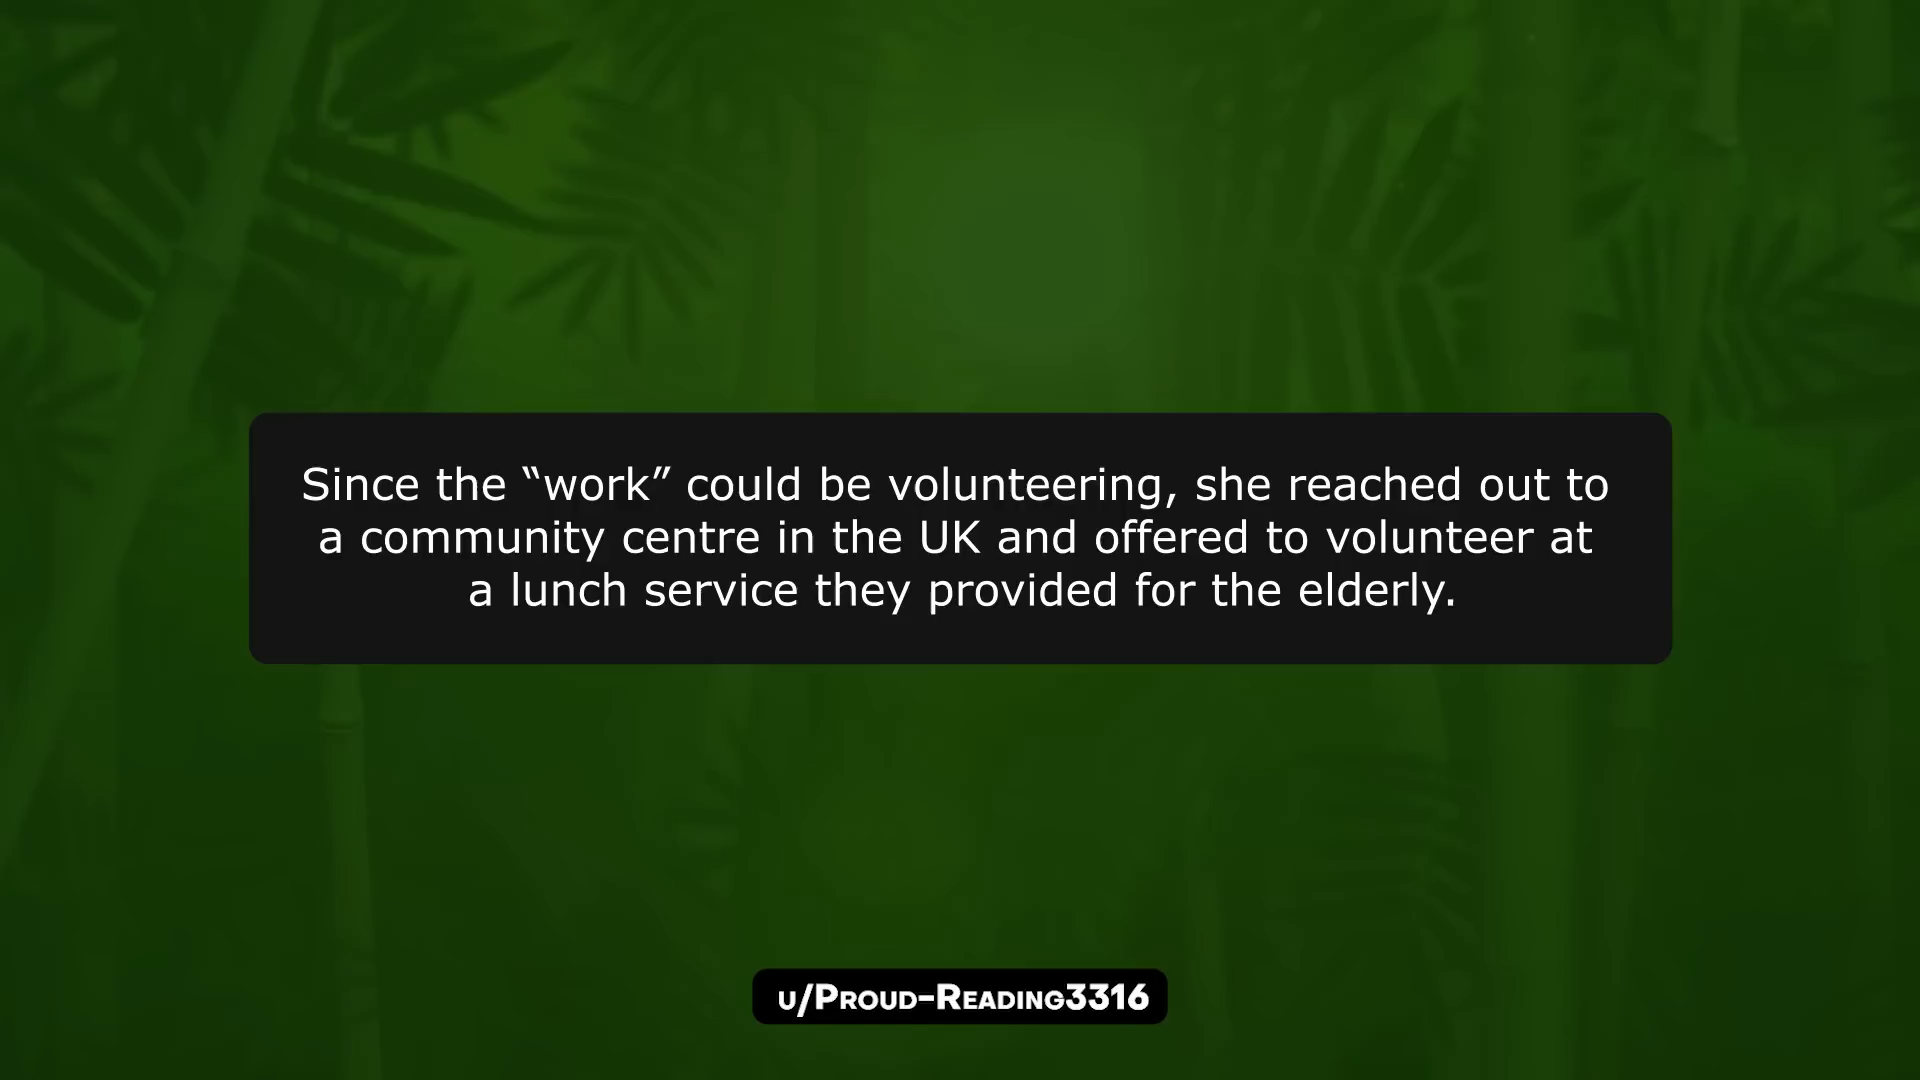 Since the “work” could be volunteering, she reached out to
a community centre in the UK and offered to volunteer at
a lunch service they provided for the elderly.
u/Proud-Reading3316